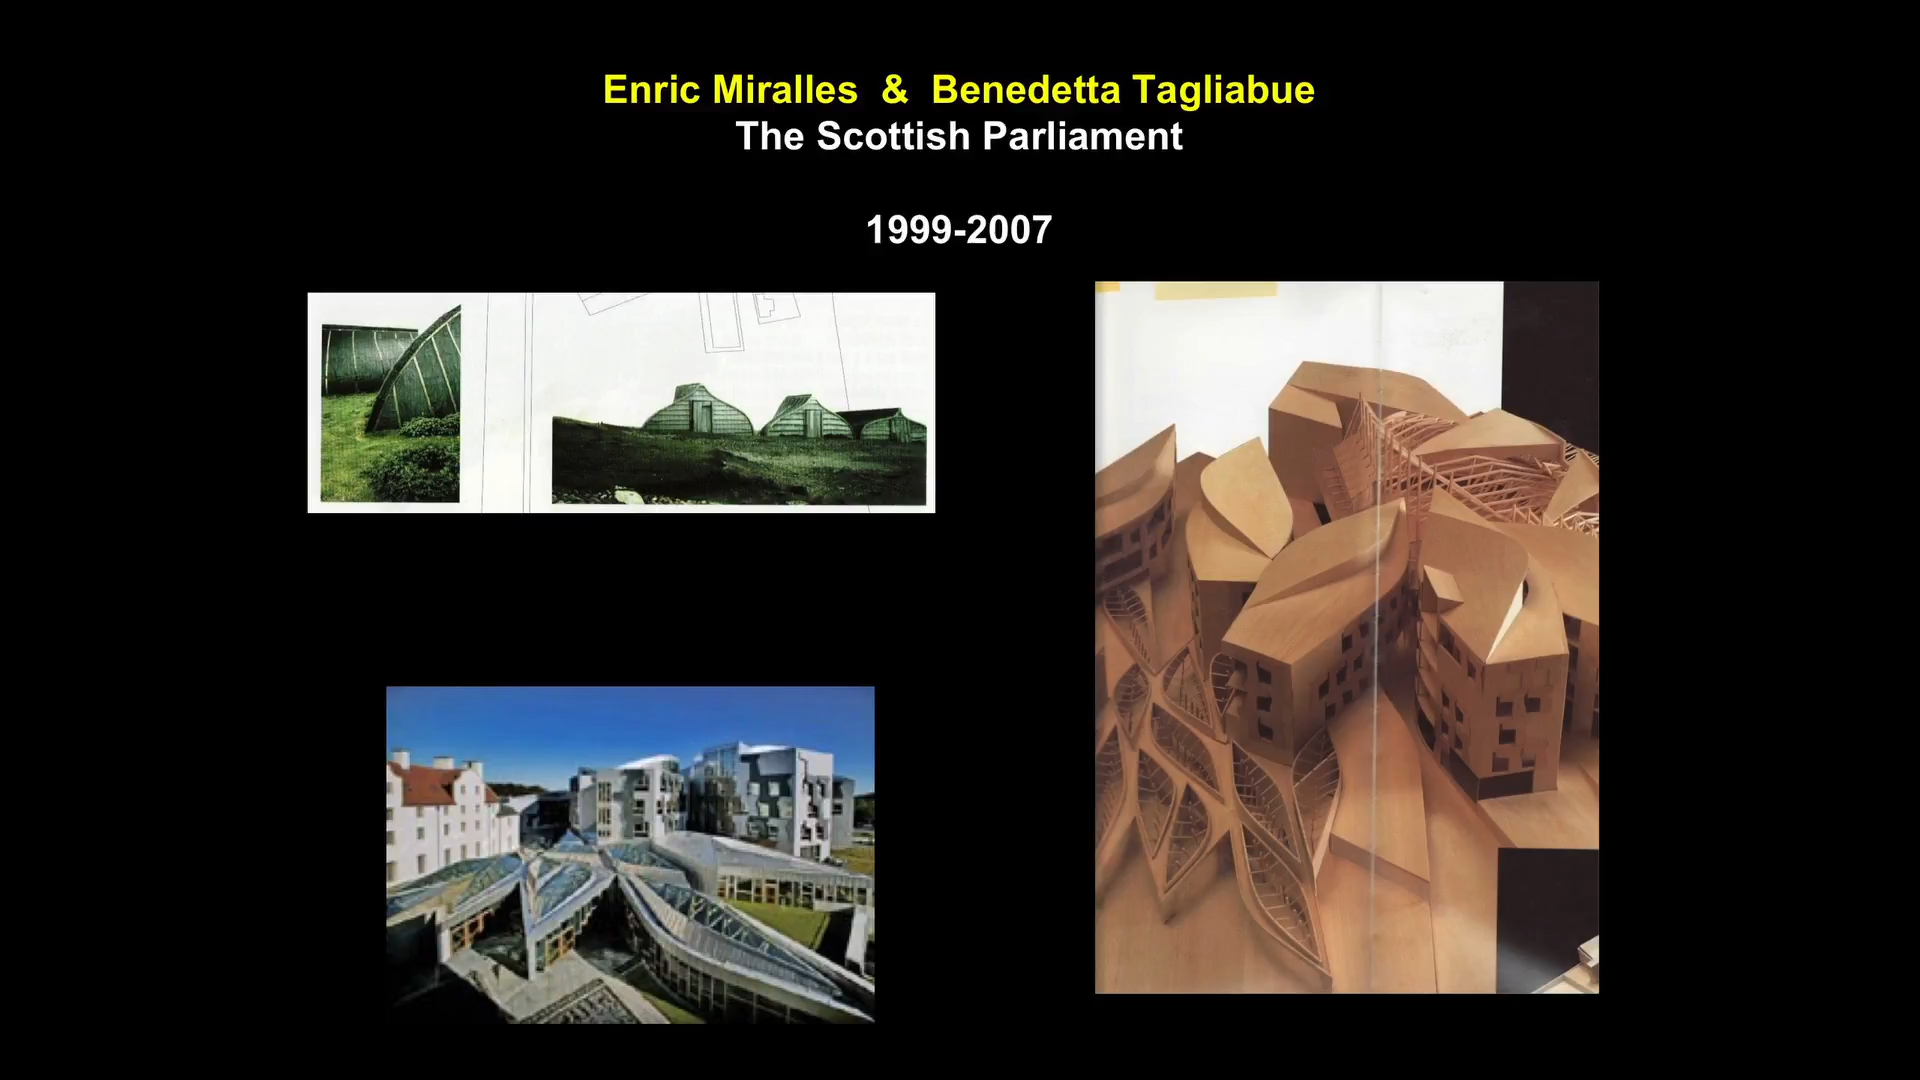 Enric Miralles & Benedetta Tagliabue
The Scottish Parliament
1999-2007